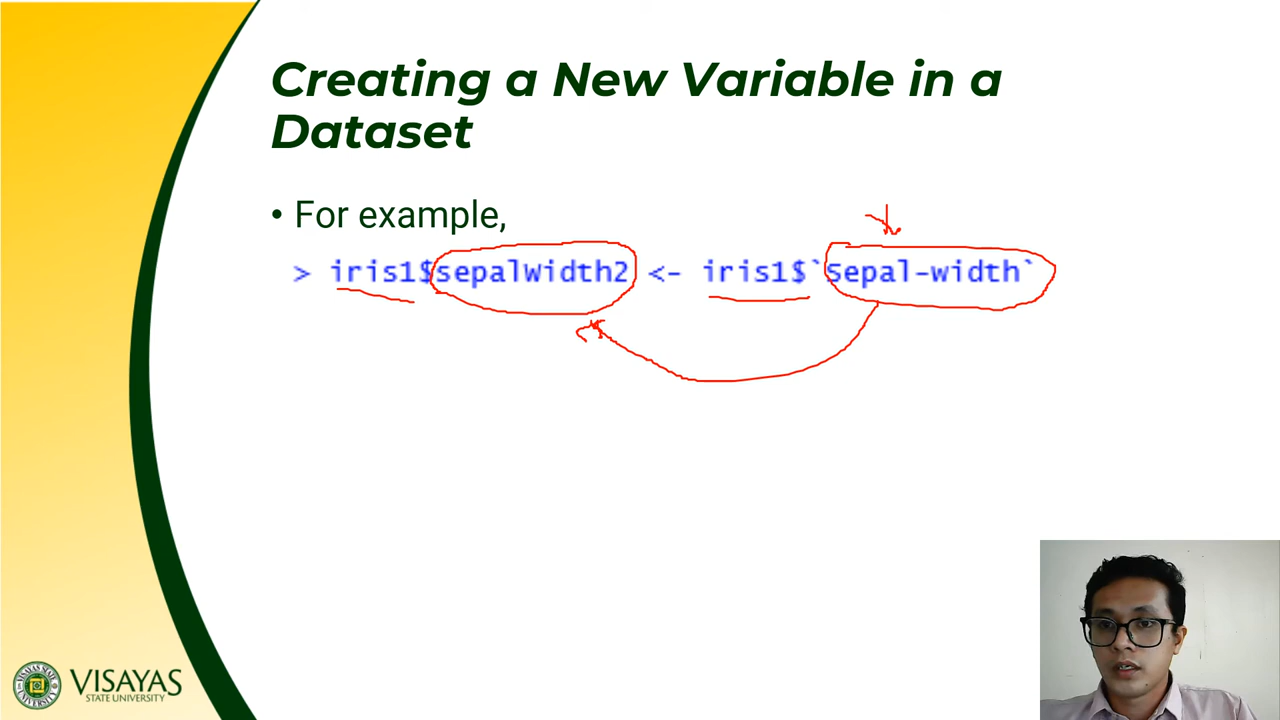 Creating a New Variable in a
Dataset
• For example,
> iris1$sepalWidth2 <- iris1$`Sepal-width`
VISAYAS
STATE UNIVERSITY